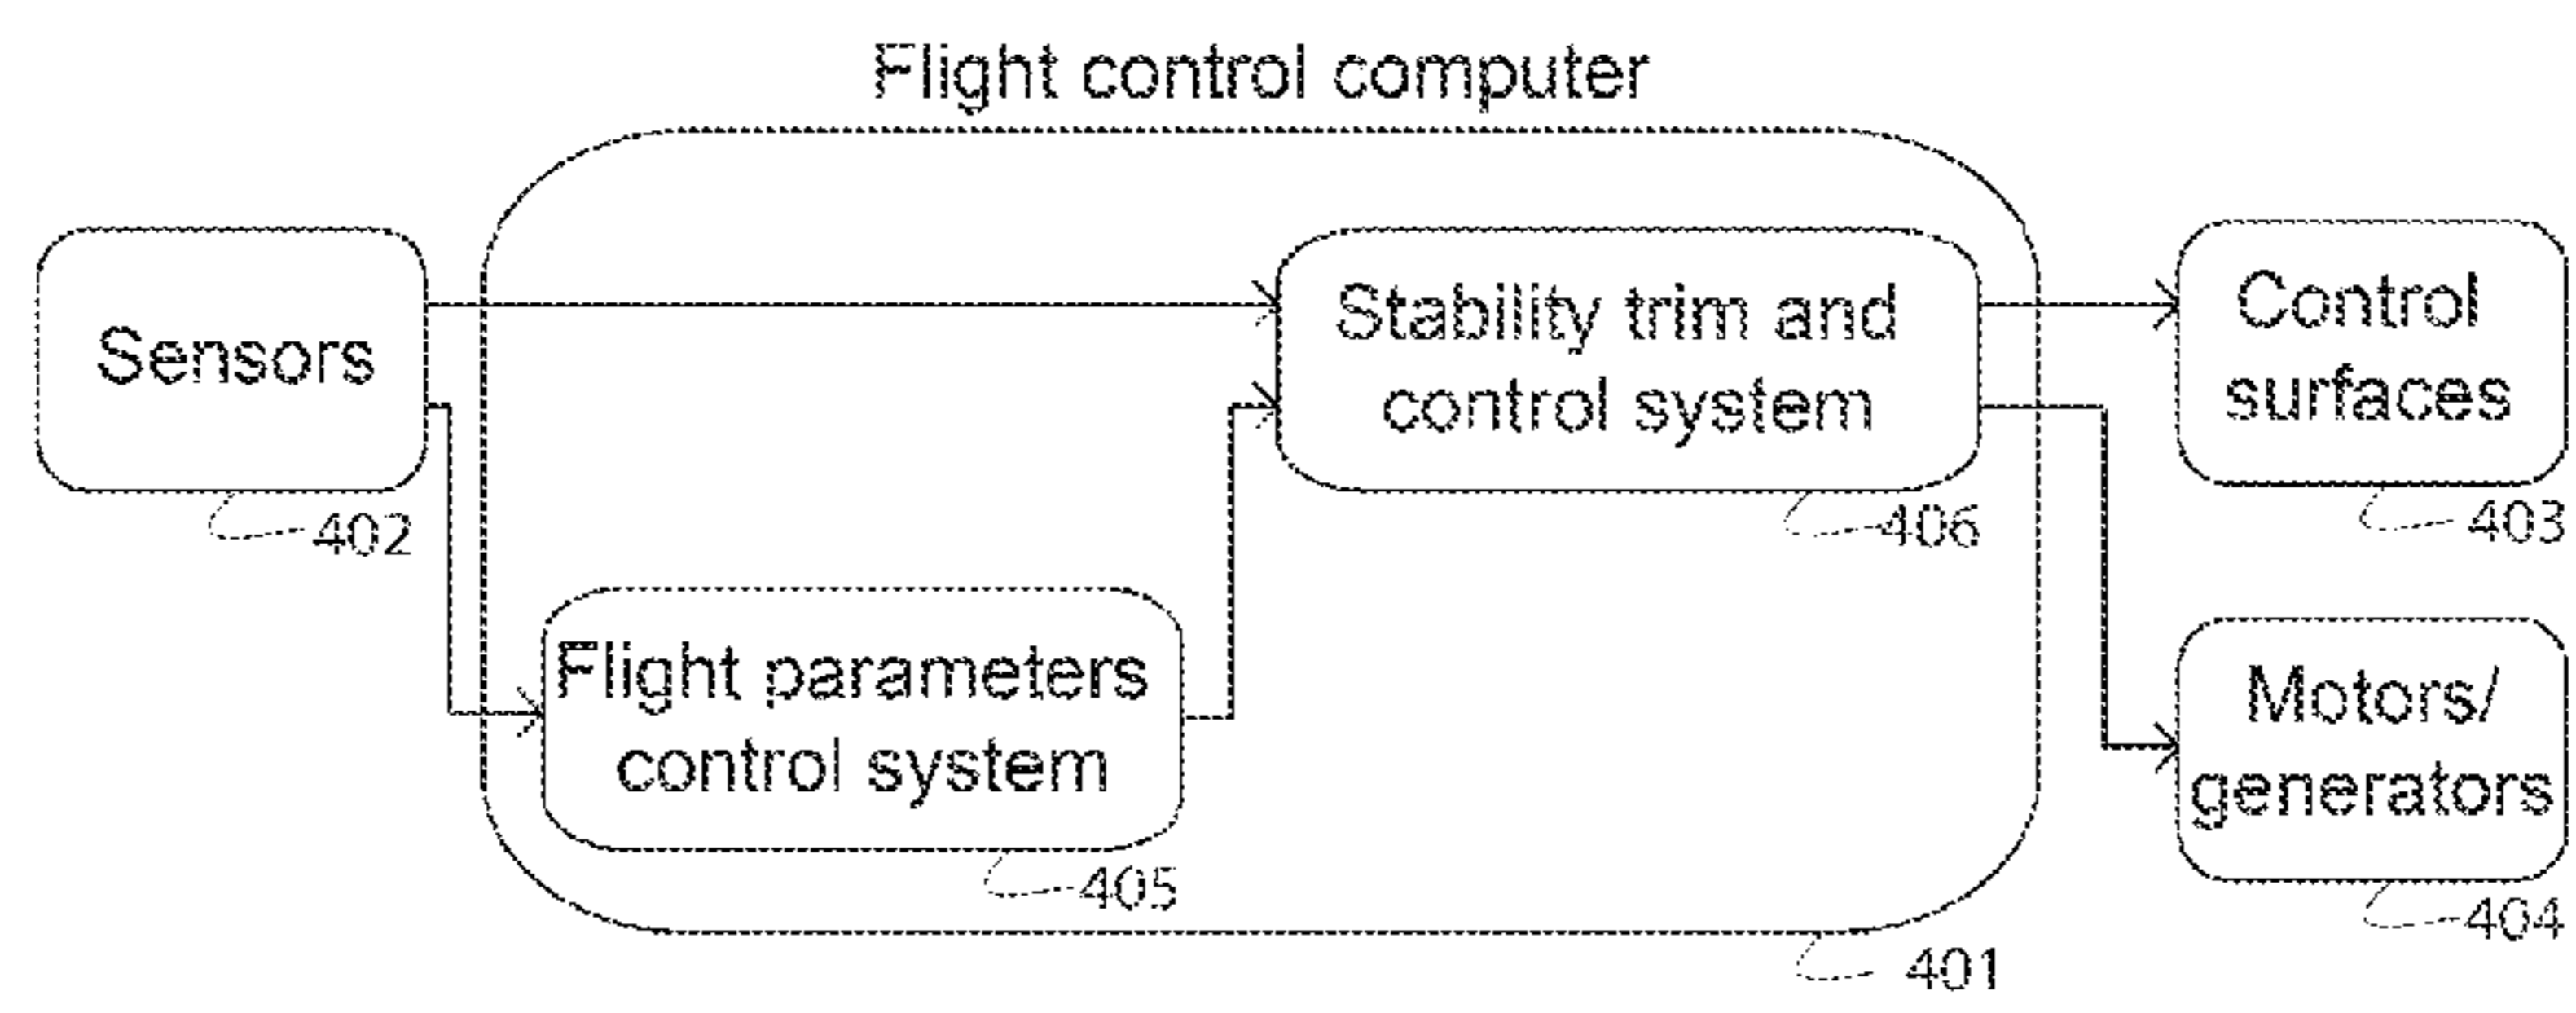 Flight control computer
Sensors
402
Stability trim and
control system
406
Control
surfaces
403
Flight parameters
control system
405
Motors/
generators
404
401